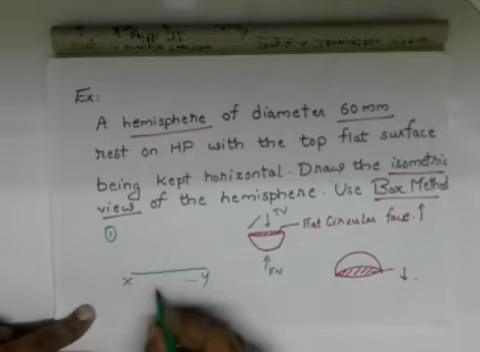 Ex:
A hemisphere of diameter 60 mm
rest on HP with the top flat surface
being kept horizontal. Draw the isometric
view of the hemisphere. Use Box Method
TV
Flat Circular face.
①
FV
x y